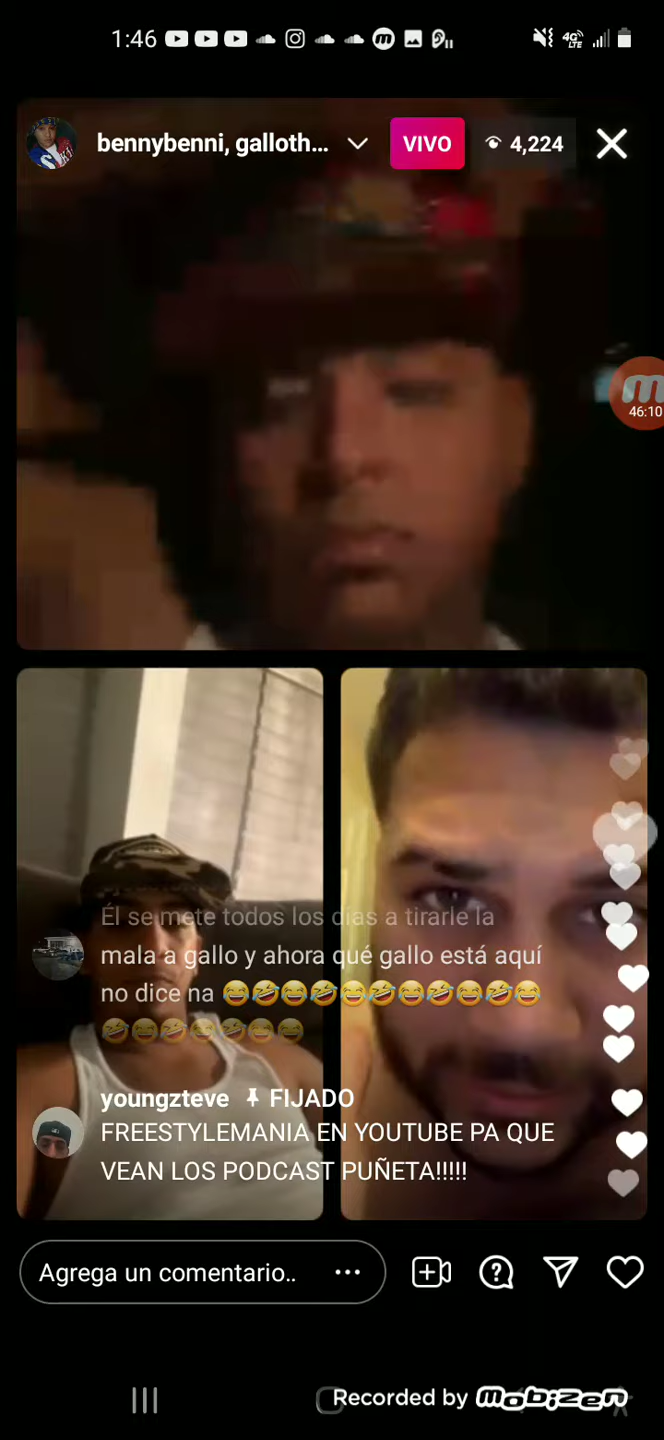 1:46
4G
LTE
bennybenni, galloth...
VIVO
4,224
46:10
Él se mete todos los días a tirarle la
mala a gallo y ahora qué gallo está aquí
no dice na 😂🤣😂🤣😂🤣😂🤣😂🤣😂
🤣😂🤣😂🤣😂😂
youngzteve FIJADO
FREESTYLEMANIA EN YOUTUBE PA QUE
VEAN LOS PODCAST PUÑETA!!!!!
Agrega un comentario..
Recorded by mobizen